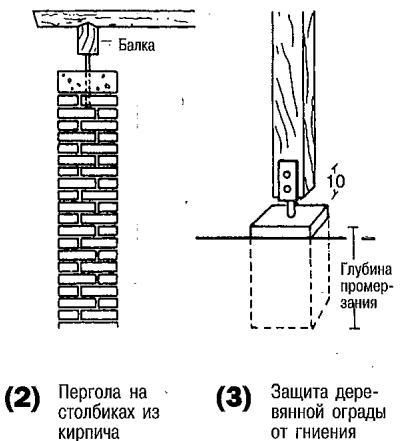 Балка
10
Глубина
промер-
зания
(2) Пергола на
столбиках из
кирпича
(3) Защита дере-
вянной ограды
от гниения